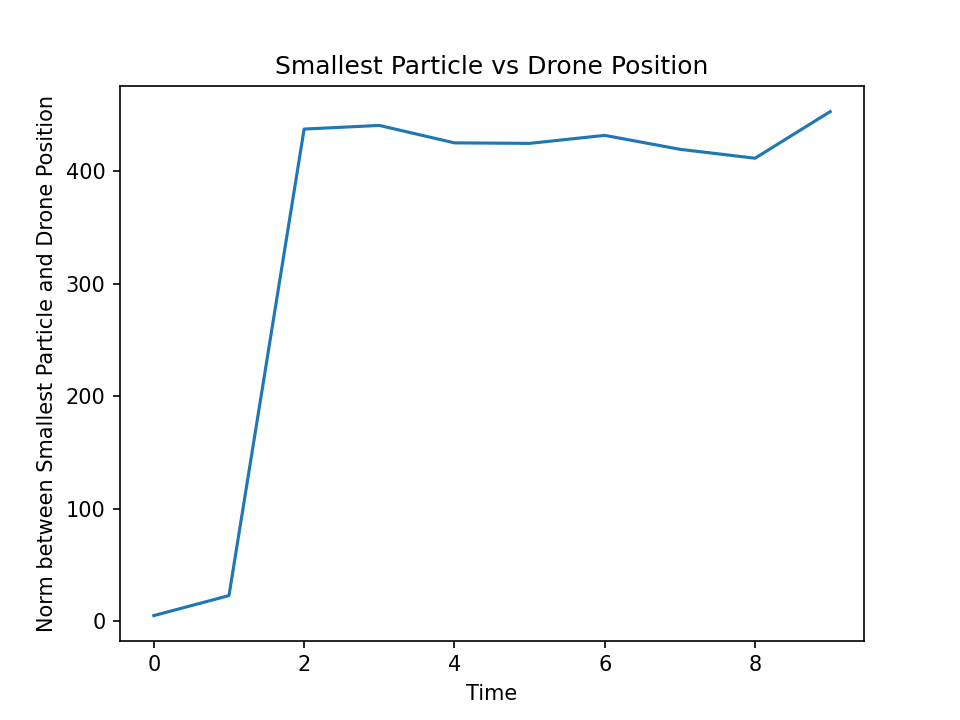 Smallest Particle vs Drone Position
Norm between Smallest Particle and Drone Position
400
300
200
100
0
0 2 4 6 8
Time